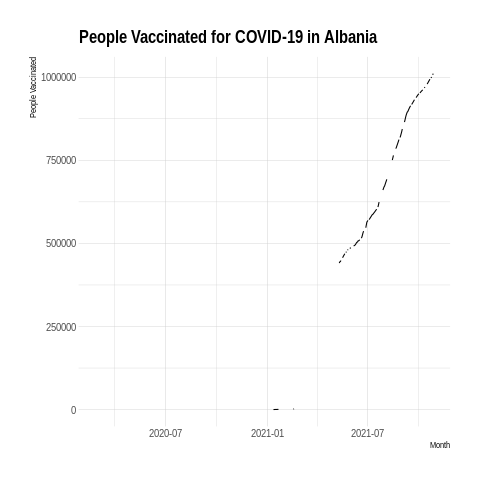 People Vaccinated for COVID-19 in Albania
People Vaccinated
1000000
750000
500000
250000
0
2020-07 2021-01 2021-07
Month